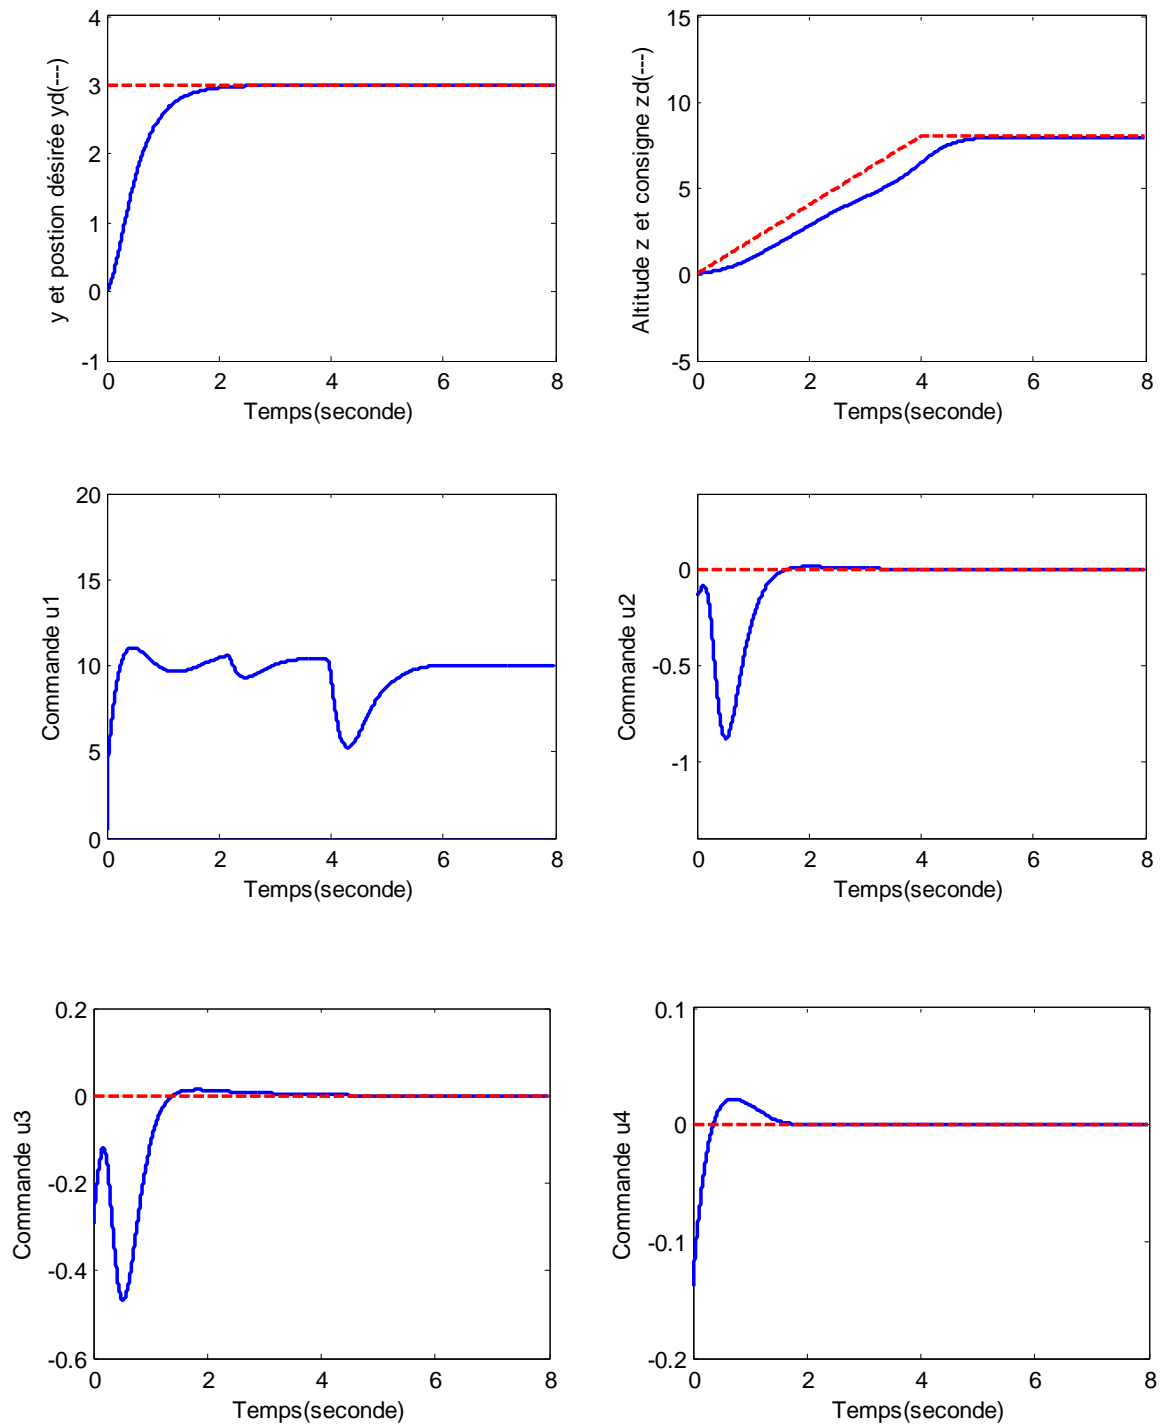 y et postion désirée yd(---)
4
3
2
1
0
-1
0 2 4 6 8
Temps(seconde)
Altitude z et consigne zd(---)
15
10
5
0
-5
0 2 4 6 8
Temps(seconde)
Commande u1
20
15
10
5
0
0 2 4 6 8
Temps(seconde)
Commande u2
0
-0.5
-1
0 2 4 6 8
Temps(seconde)
Commande u3
0.2
0
-0.2
-0.4
-0.6
0 2 4 6 8
Temps(seconde)
Commande u4
0.1
0
-0.1
-0.2
0 2 4 6 8
Temps(seconde)